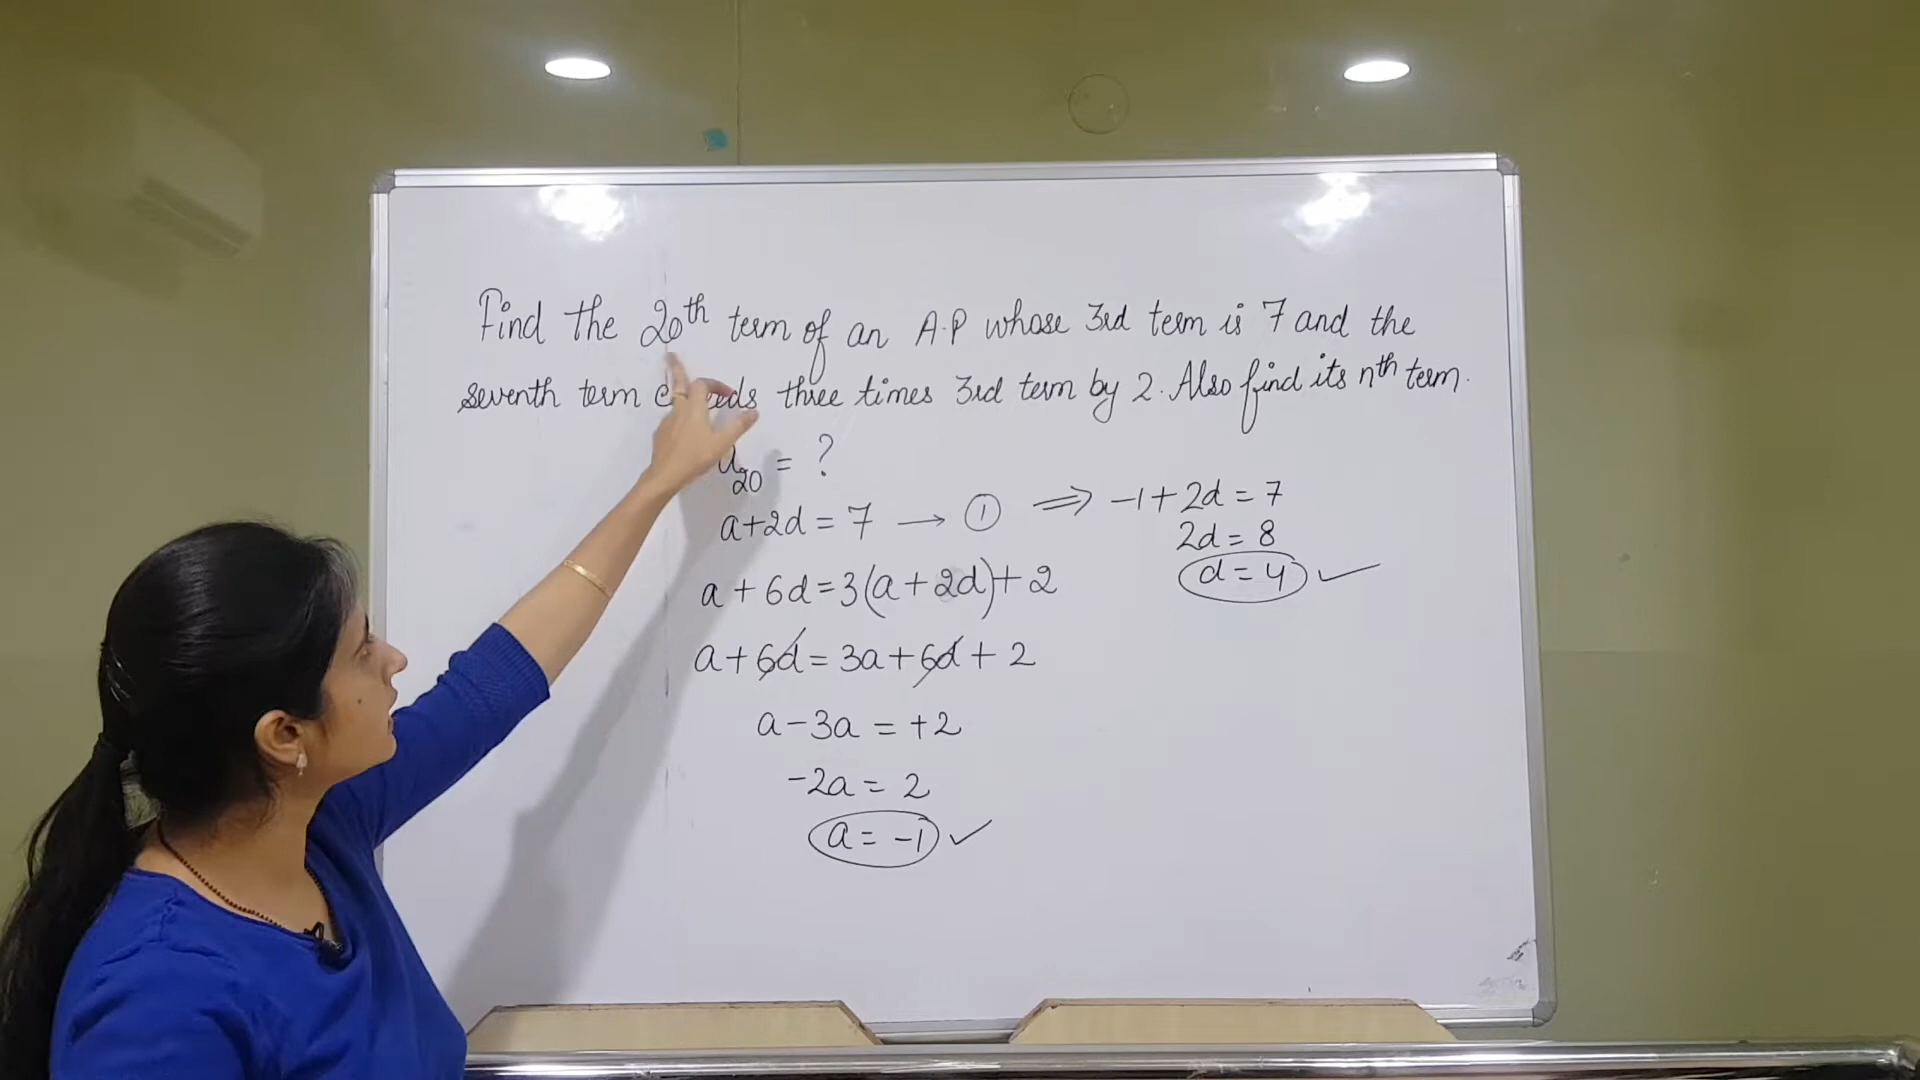 Find the 20th term of an A.P whose 3rd term is 7 and the
seventh term three times 3rd term by 2. Also find its nth term.
a20 = ?
a+2d = 7 → ① ⇒ -1+2d = 7
2d = 8
d = 4 ✓
a + 6d = 3(a + 2d) + 2
a + 6d = 3a + 6d + 2
a - 3a = +2
-2a = 2
a = -1 ✓